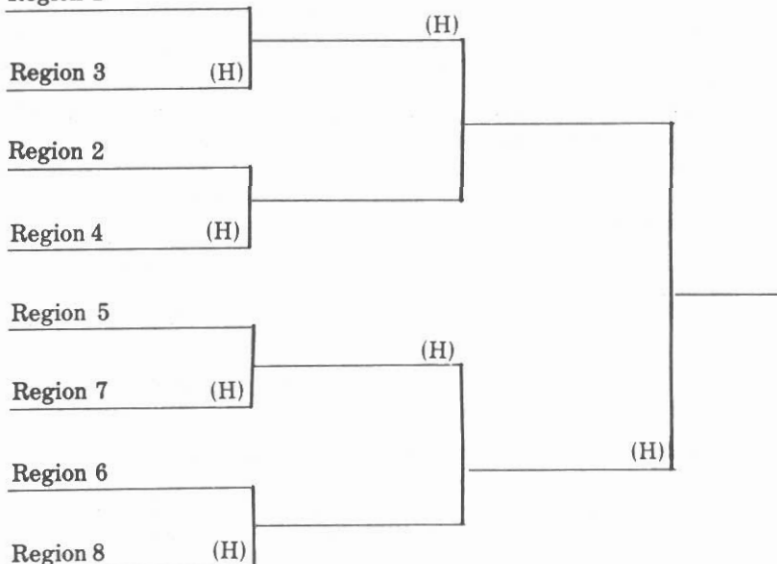 (H)
Region 3 (H)
Region 2
Region 4 (H)
Region 5
(H)
Region 7 (H)
(H)
Region 6
Region 8 (H)